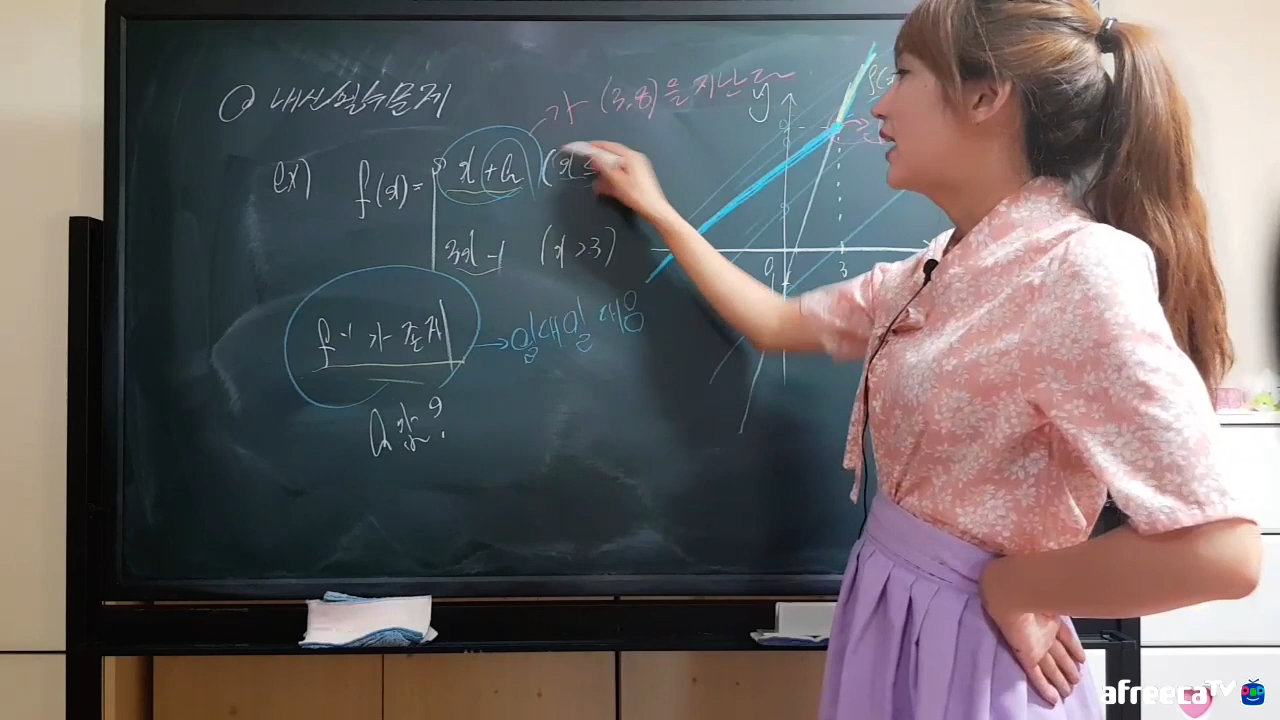 내신필수문제
가 (3,8)을 지난다
ex) f(x)= x+a (x≤
3x-1 (x>3)
f⁻¹가 존재 → 일대일 대응
a값?
y
f(x
0
3
afreecaTV